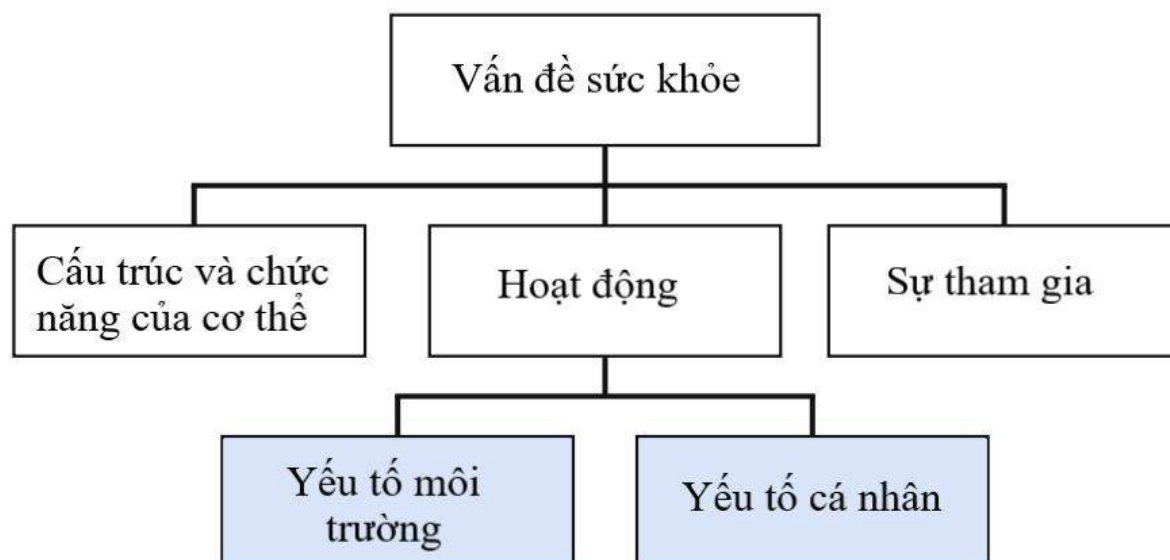 Vấn đề sức khỏe
Cấu trúc và chức
năng của cơ thể
Hoạt động
Sự tham gia
Yếu tố môi
trường
Yếu tố cá nhân